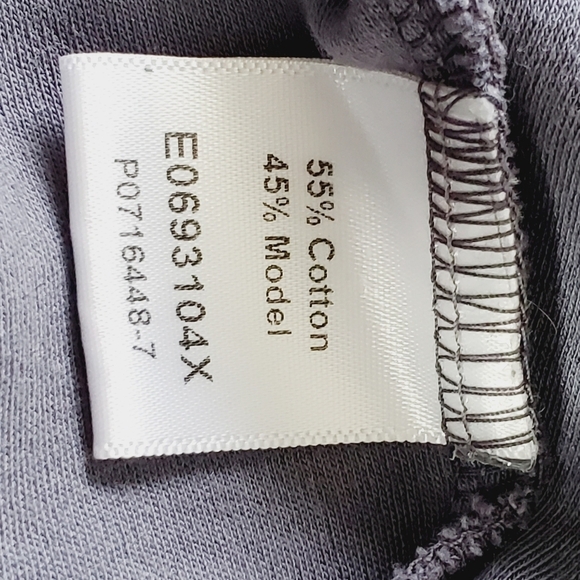 55% Cotton
45% Model
E0693104X
P0716448-7